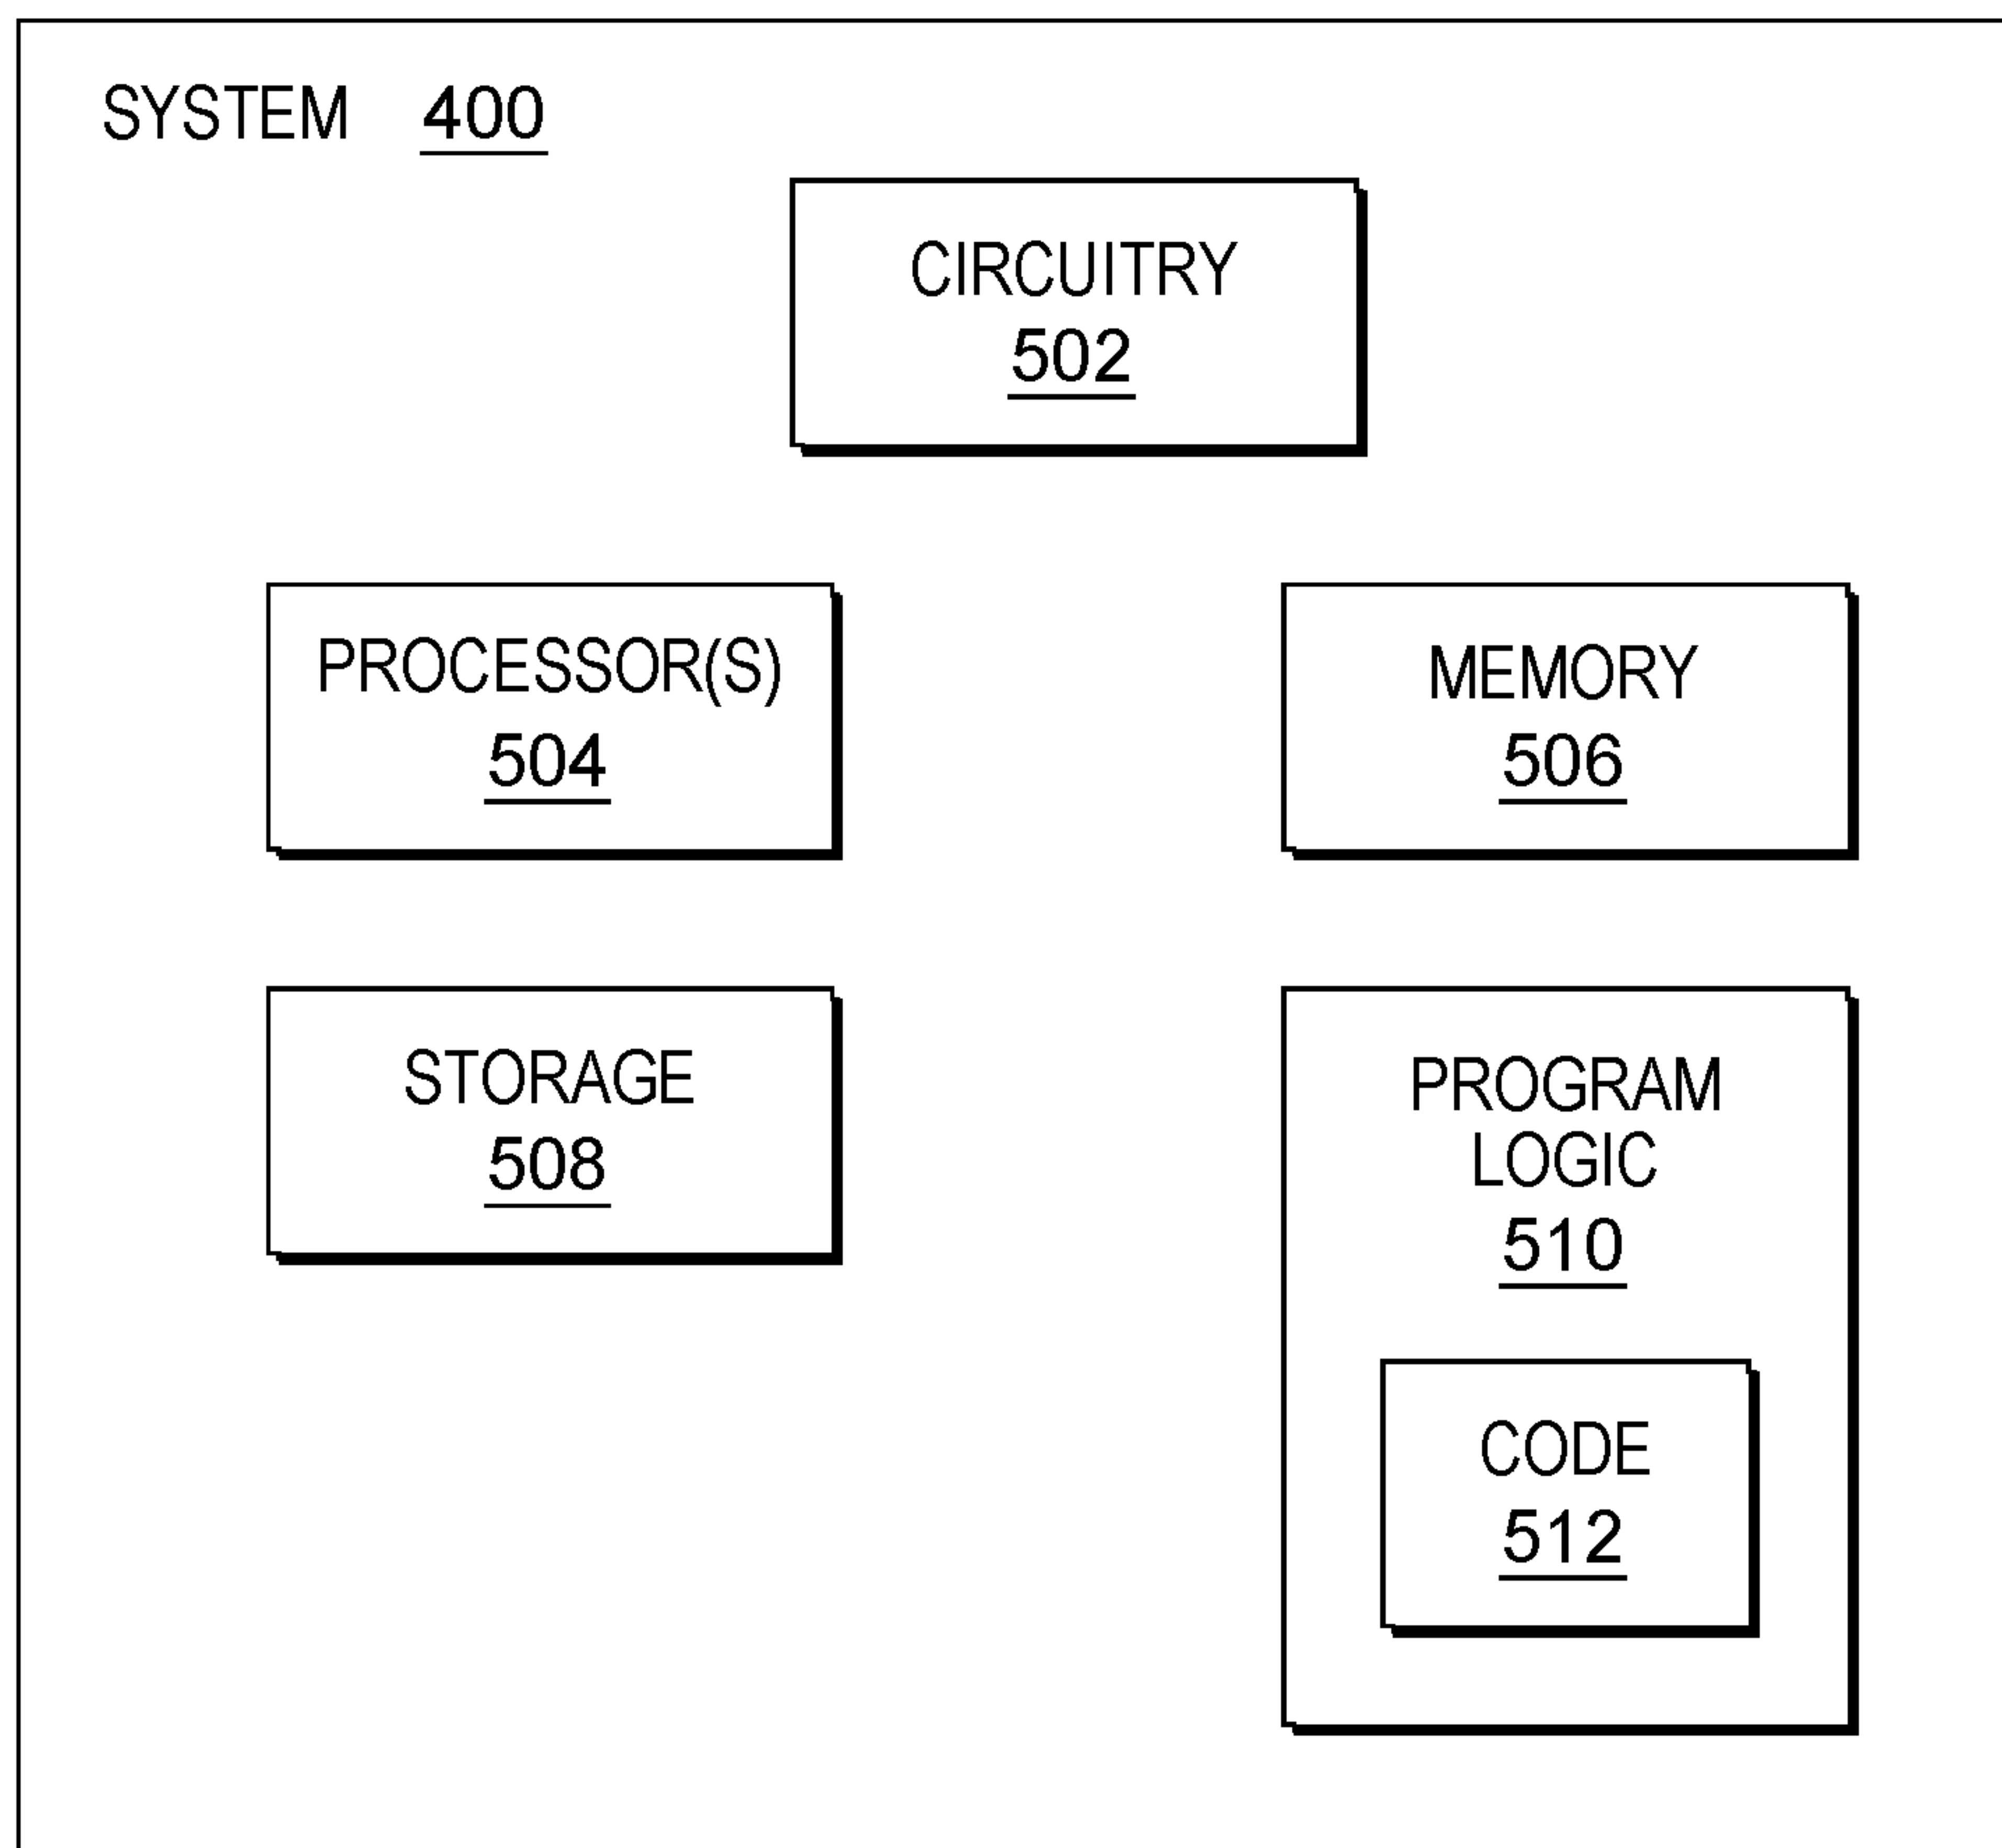 SYSTEM 400
CIRCUITRY
502
PROCESSOR(S)
504
MEMORY
506
STORAGE
508
PROGRAM
LOGIC
510
CODE
512